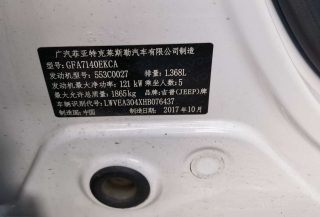 广汽菲亚特克莱斯勒汽车有限公司制造
型号:GFA7140EKCA
发动机型号:553C0027 排量:1.368L
发动机最大净功率:121 kW 乘坐人数:5
最大允许总质量:1865kg 品牌:吉普(JEEP)牌
车辆识别代号:LWVEA304XHB076437
制造国:中国 制造年月:2017年10月